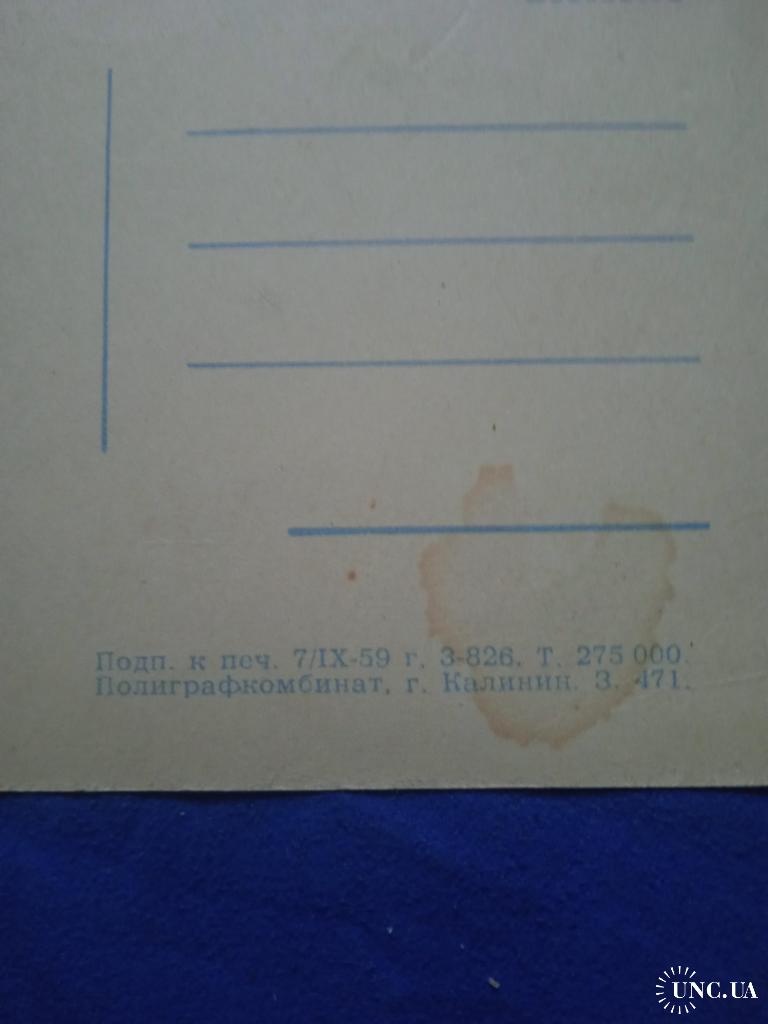 Подп. к печ. 7/IX-59 г. З-826. Т. 275 000.
Полиграфкомбинат, г. Калинин. З. 471.
UNC.UA